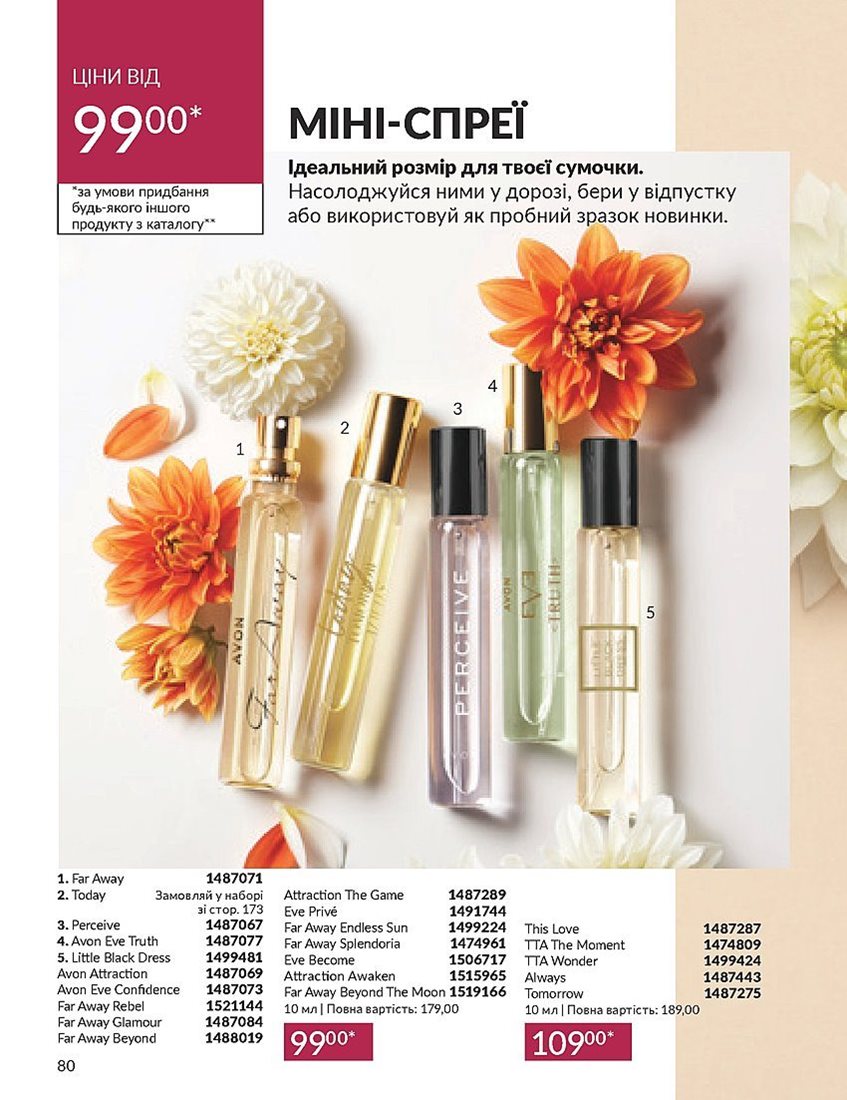 ЦІНИ ВІД
99⁰⁰*
*за умови придбання
будь-якого іншого
продукту з каталогу**
МІНІ-СПРЕЇ
Ідеальний розмір для твоєї сумочки.
Насолоджуйся ними у дорозі, бери у відпустку
або використовуй як пробний зразок новинки.
1
2
3
4
5
AVON
Far Away
today
tomorrow
always
PERCEIVE
AVON
EVE
·TRUTH·
LITTLE
BLACK
DRESS
1. Far Away 1487071
2. Today Замовляй у наборі
зі стор. 173
3. Perceive 1487067
4. Avon Eve Truth 1487077
5. Little Black Dress 1499481
Avon Attraction 1487069
Avon Eve Confidence 1487073
Far Away Rebel 1521144
Far Away Glamour 1487084
Far Away Beyond 1488019
Attraction The Game 1487289
Eve Privé 1491744
Far Away Endless Sun 1499224
Far Away Splendoria 1474961
Eve Become 1506717
Attraction Awaken 1515965
Far Away Beyond The Moon 1519166
10 мл | Повна вартість: 179,00
99⁰⁰*
This Love 1487287
TTA The Moment 1474809
TTA Wonder 1499424
Always 1487443
Tomorrow 1487275
10 мл | Повна вартість: 189,00
109⁰⁰*
80